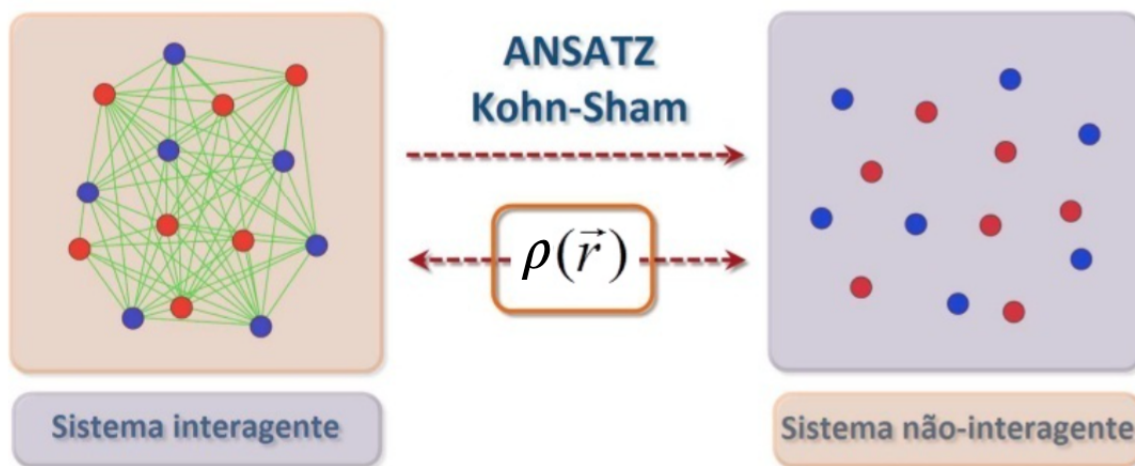 ANSATZ
Kohn-Sham
ρ(r⃗)
Sistema interagente
Sistema não-interagente